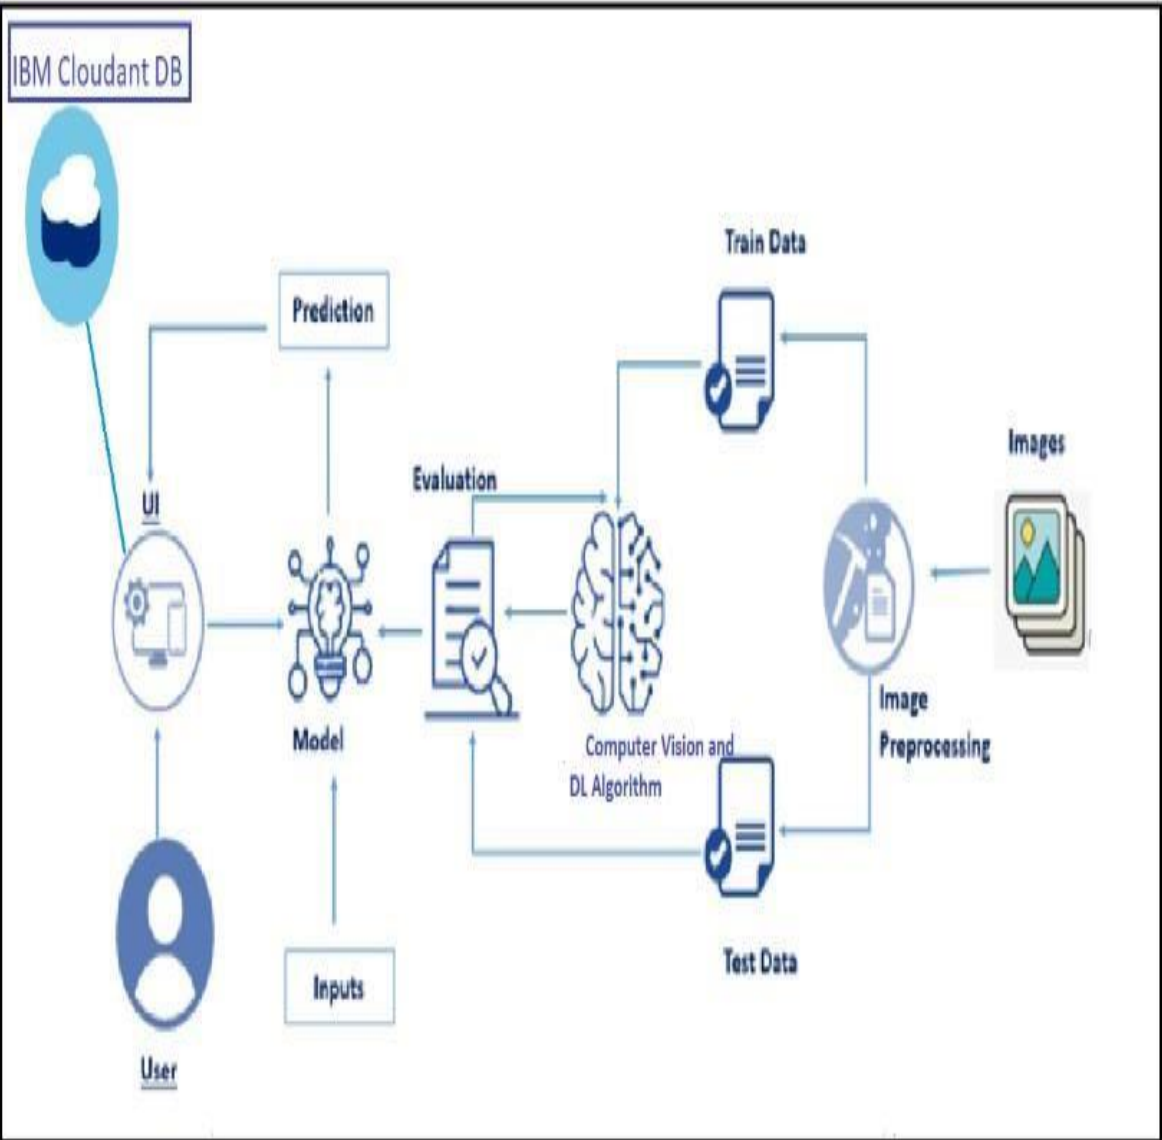 IBM Cloudant DB
Train Data
Prediction
Images
Evaluation
UI
Image
Preprocessing
Model
Computer Vision and
DL Algorithm
Test Data
Inputs
User